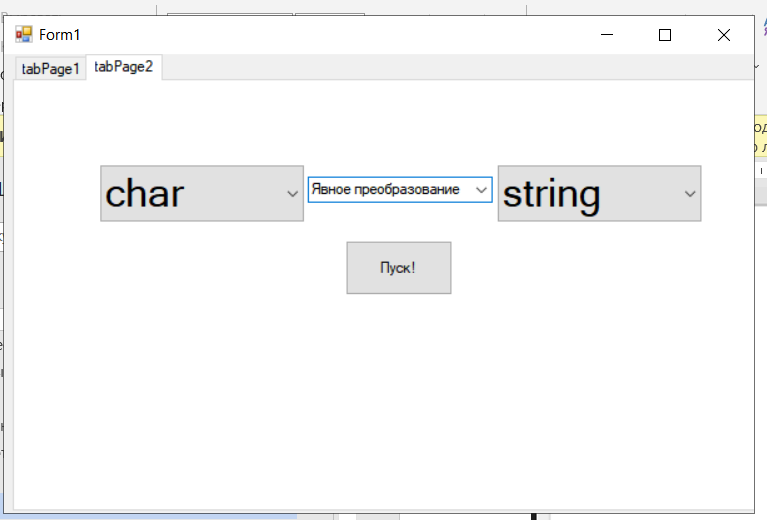 Form1
tabPage1 tabPage2
char Явное преобразование string
Пуск!